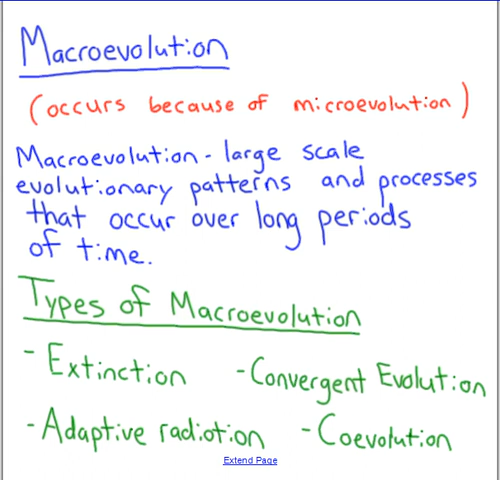 Macroevolution
(occurs because of microevolution)
Macroevolution - large scale
evolutionary patterns and processes
that occur over long periods
of time.
Types of Macroevolution
- Extinction - Convergent Evolution
- Adaptive radiation - Coevolution
Extend Page